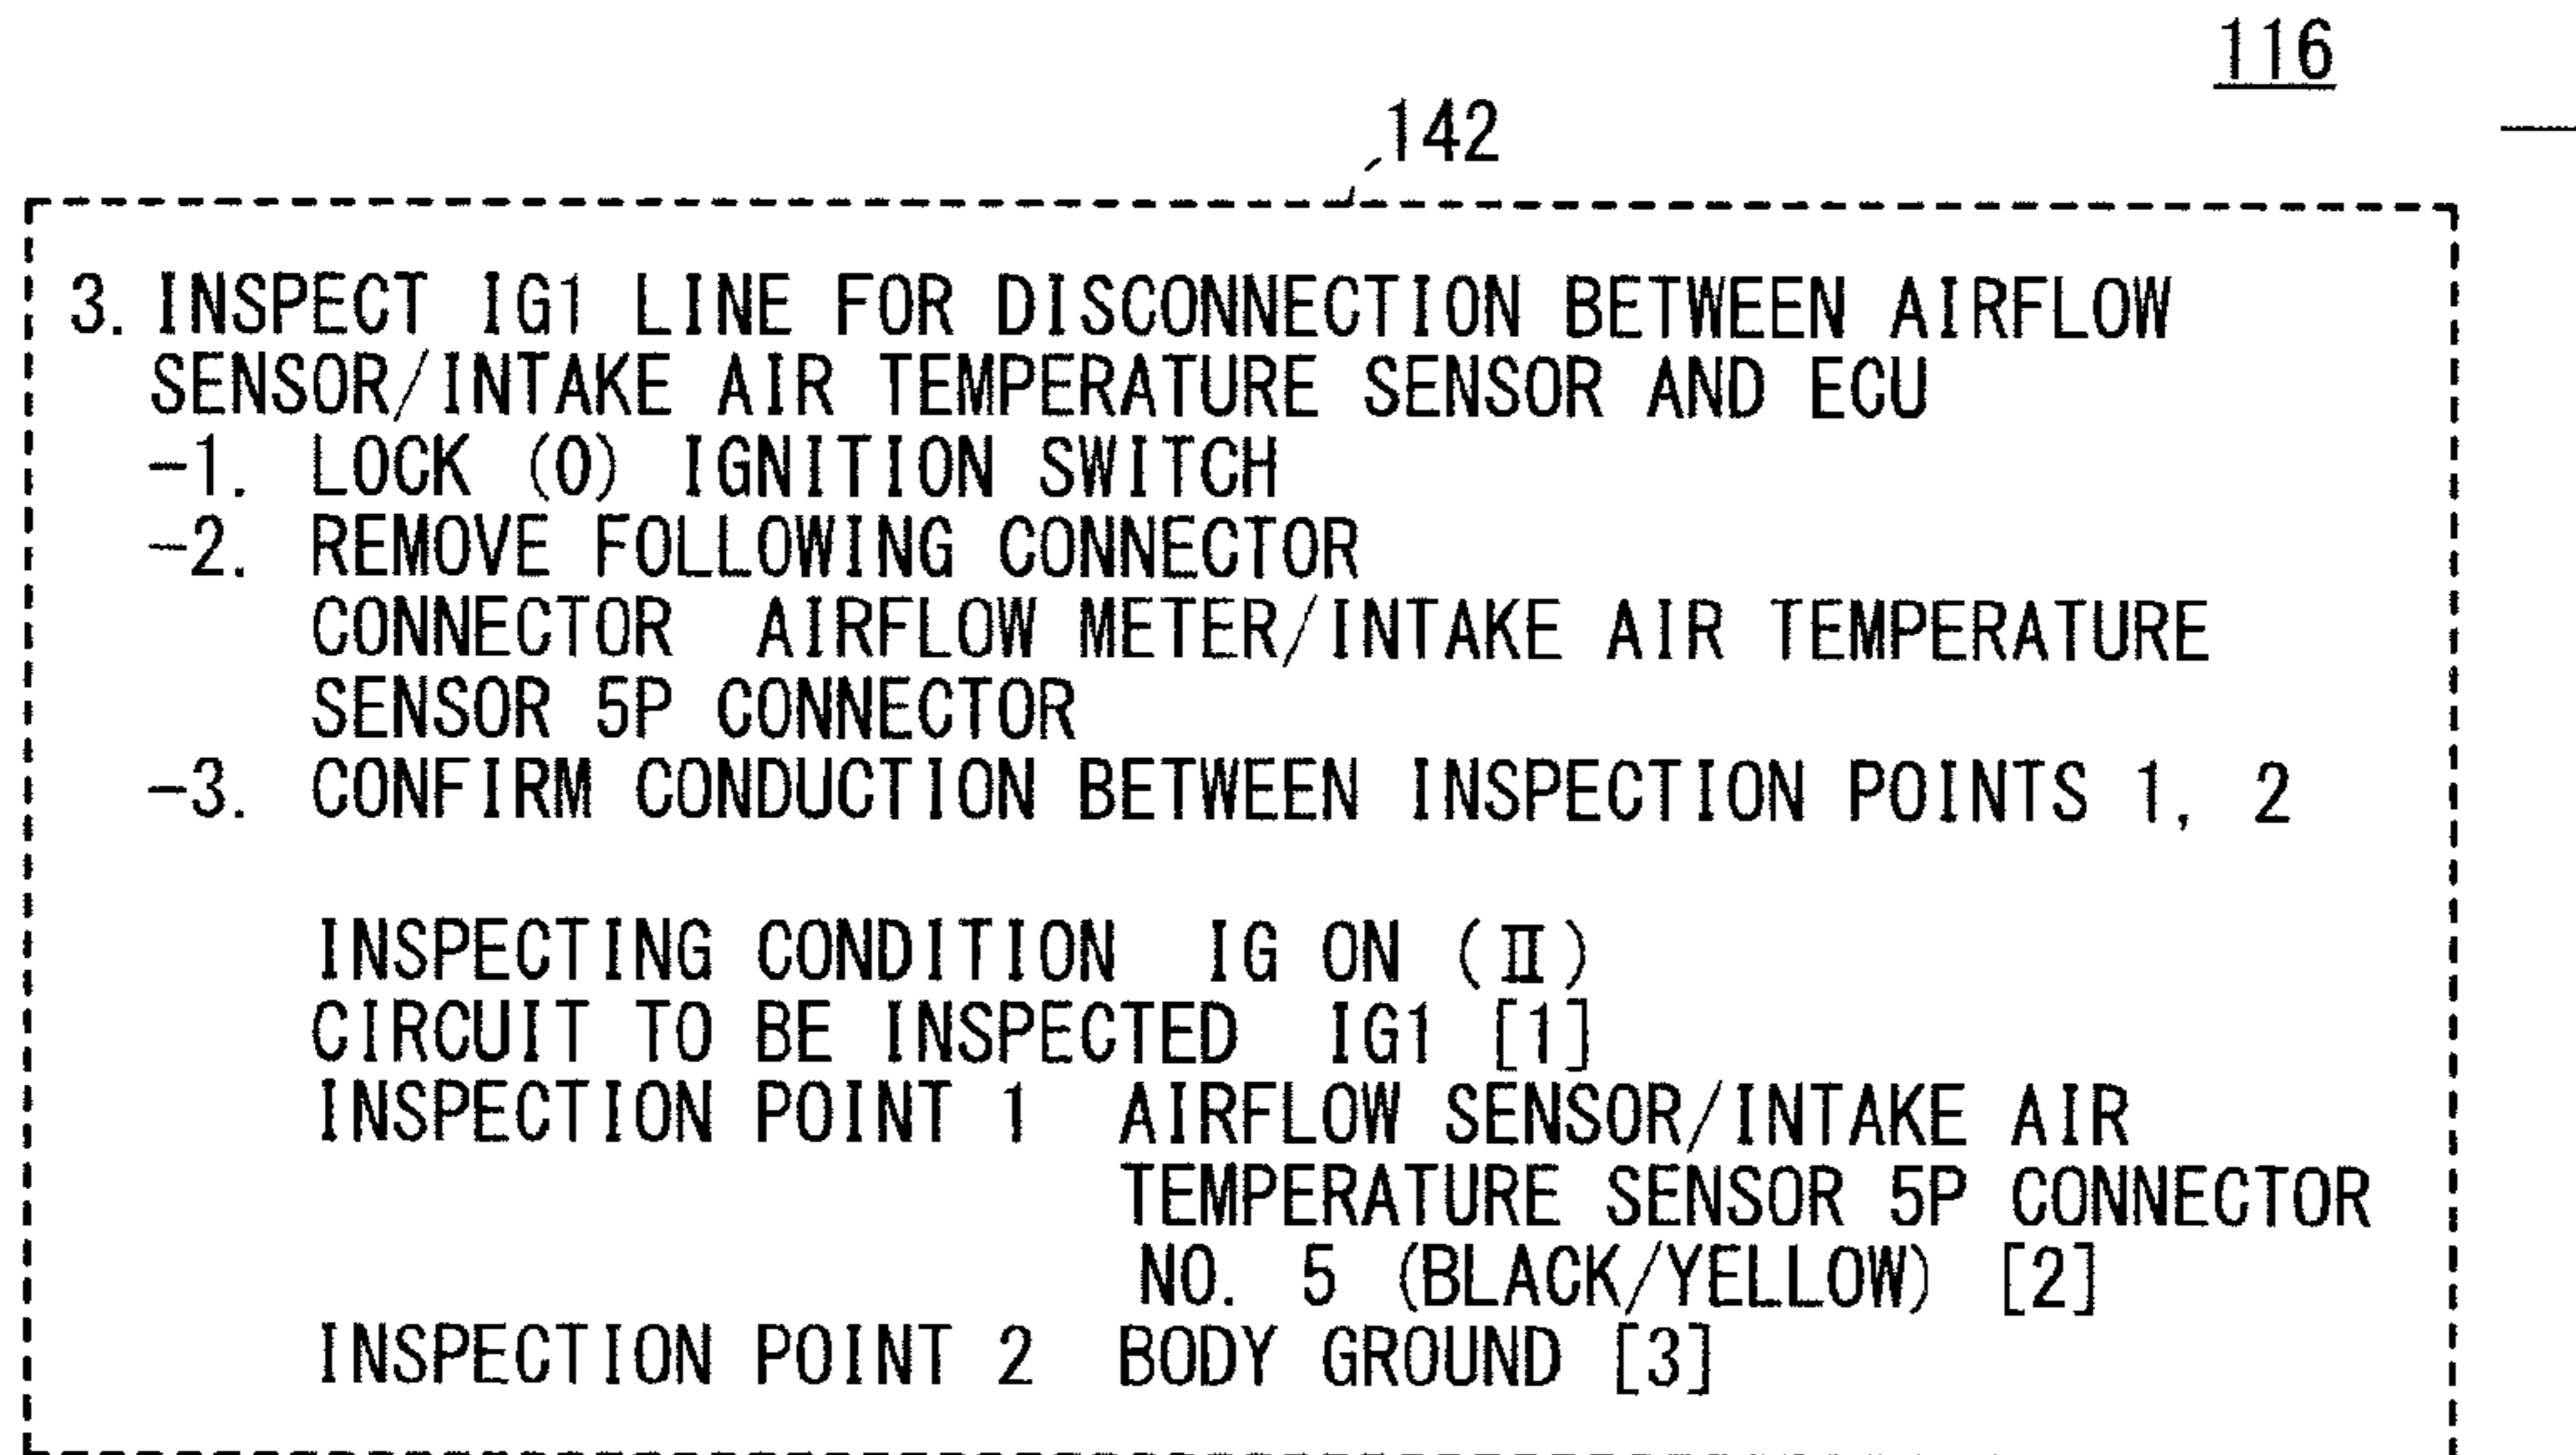 116
142
3. INSPECT IG1 LINE FOR DISCONNECTION BETWEEN AIRFLOW
SENSOR/INTAKE AIR TEMPERATURE SENSOR AND ECU
-1. LOCK (0) IGNITION SWITCH
-2. REMOVE FOLLOWING CONNECTOR
CONNECTOR AIRFLOW METER/INTAKE AIR TEMPERATURE
SENSOR 5P CONNECTOR
-3. CONFIRM CONDUCTION BETWEEN INSPECTION POINTS 1, 2
INSPECTING CONDITION IG ON (Ⅱ)
CIRCUIT TO BE INSPECTED IG1 [1]
INSPECTION POINT 1 AIRFLOW SENSOR/INTAKE AIR
TEMPERATURE SENSOR 5P CONNECTOR
NO. 5 (BLACK/YELLOW) [2]
INSPECTION POINT 2 BODY GROUND [3]